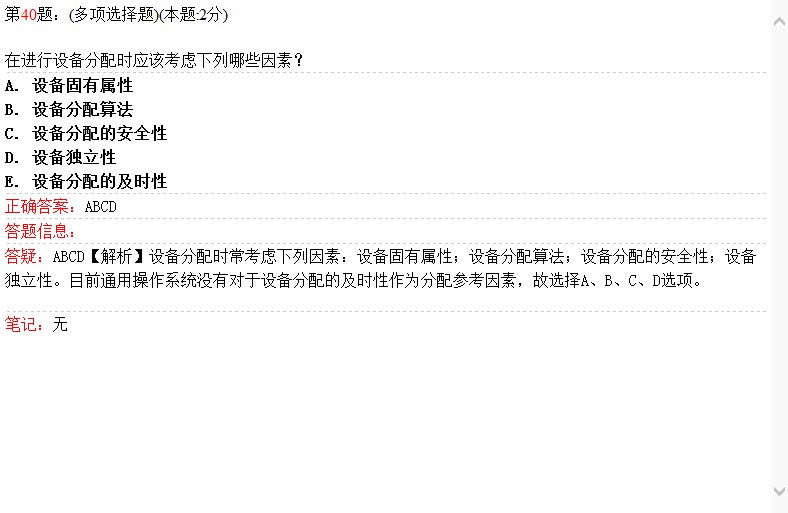 第40题：(多项选择题)(本题:2分)
在进行设备分配时应该考虑下列哪些因素？
A. 设备固有属性
B. 设备分配算法
C. 设备分配的安全性
D. 设备独立性
E. 设备分配的及时性
正确答案：ABCD
答题信息：
答疑：ABCD【解析】设备分配时常考虑下列因素：设备固有属性；设备分配算法；设备分配的安全性；设备
独立性。目前通用操作系统没有对于设备分配的及时性作为分配参考因素，故选择A、B、C、D选项。
笔记：无